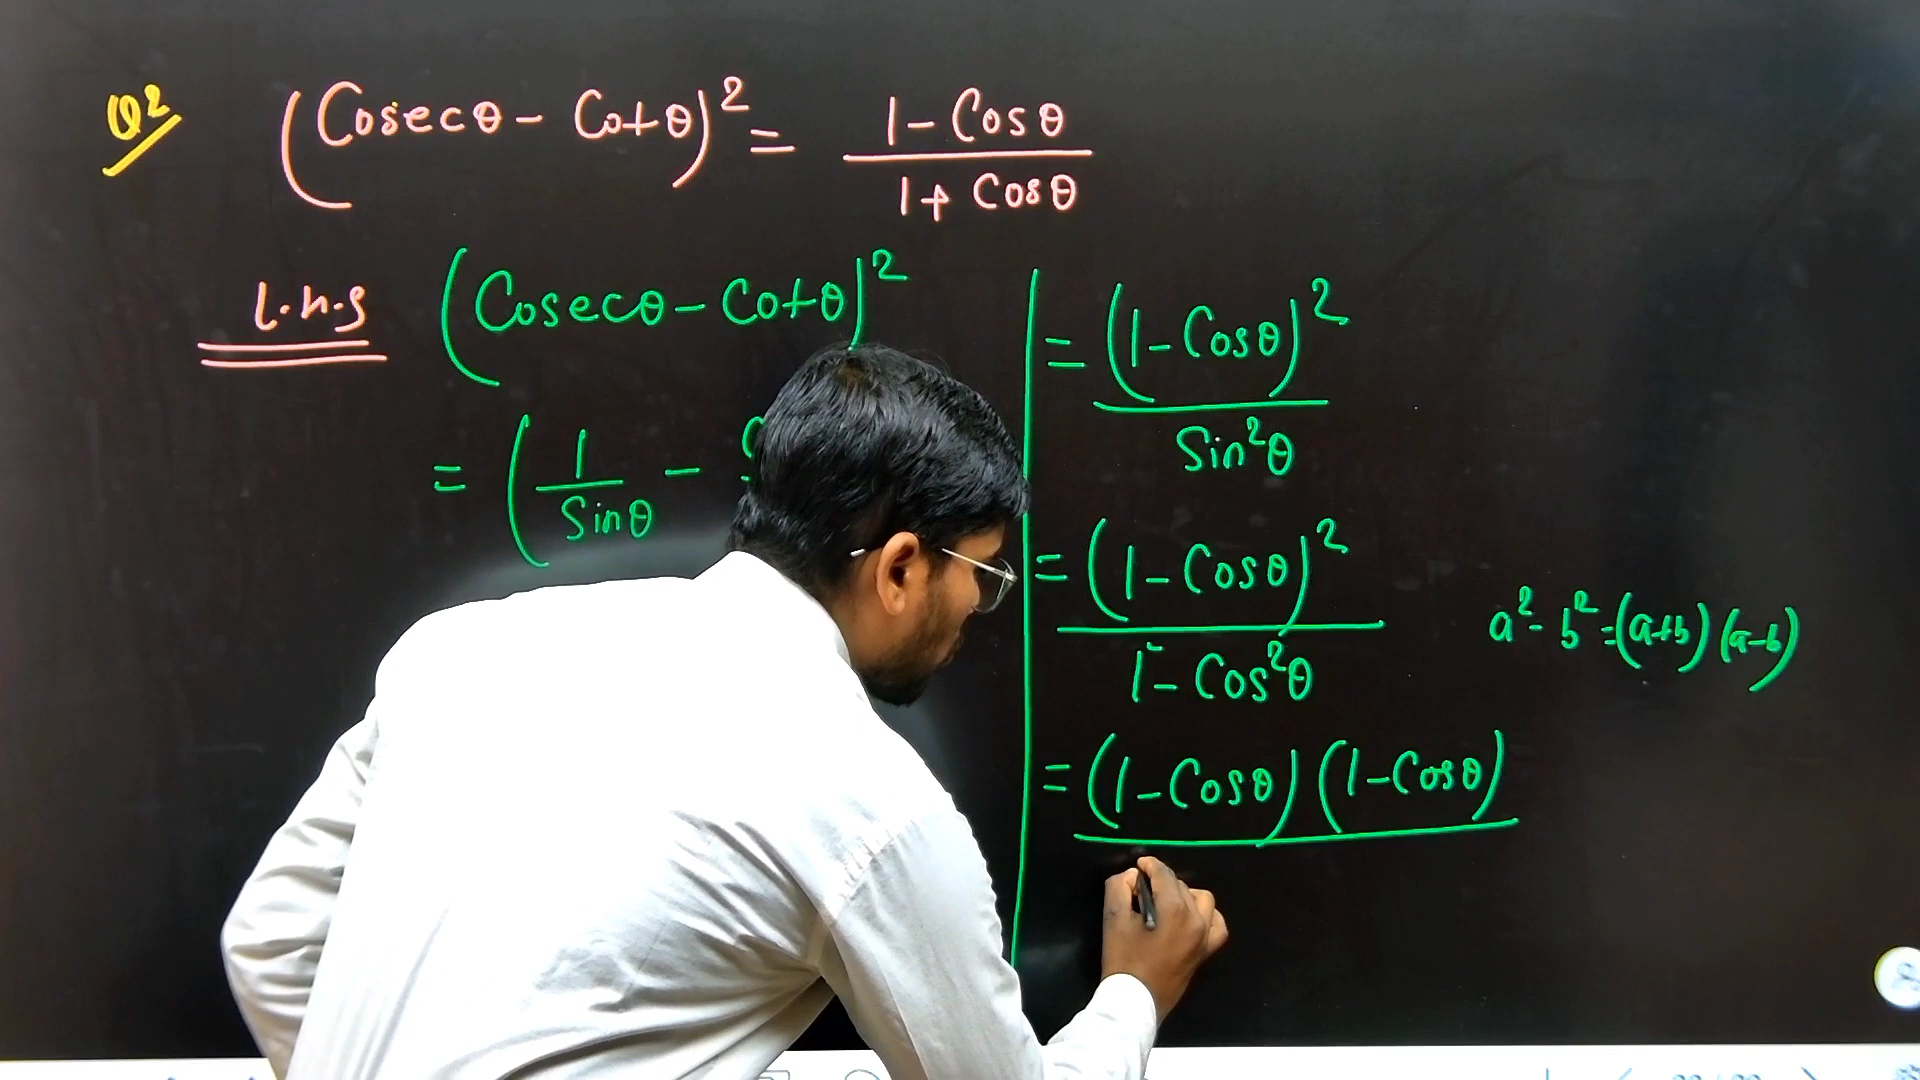 Q2 (Cosecθ - Cotθ)² = 1 - Cosθ
1 + Cosθ
L.H.S (Cosecθ - Cotθ)²
= (1
Sinθ -
= (1 - Cosθ)²
Sin²θ
= (1 - Cosθ)²
1² - Cos²θ
a² - b² = (a+b) (a-b)
= (1 - Cosθ) (1 - Cosθ)